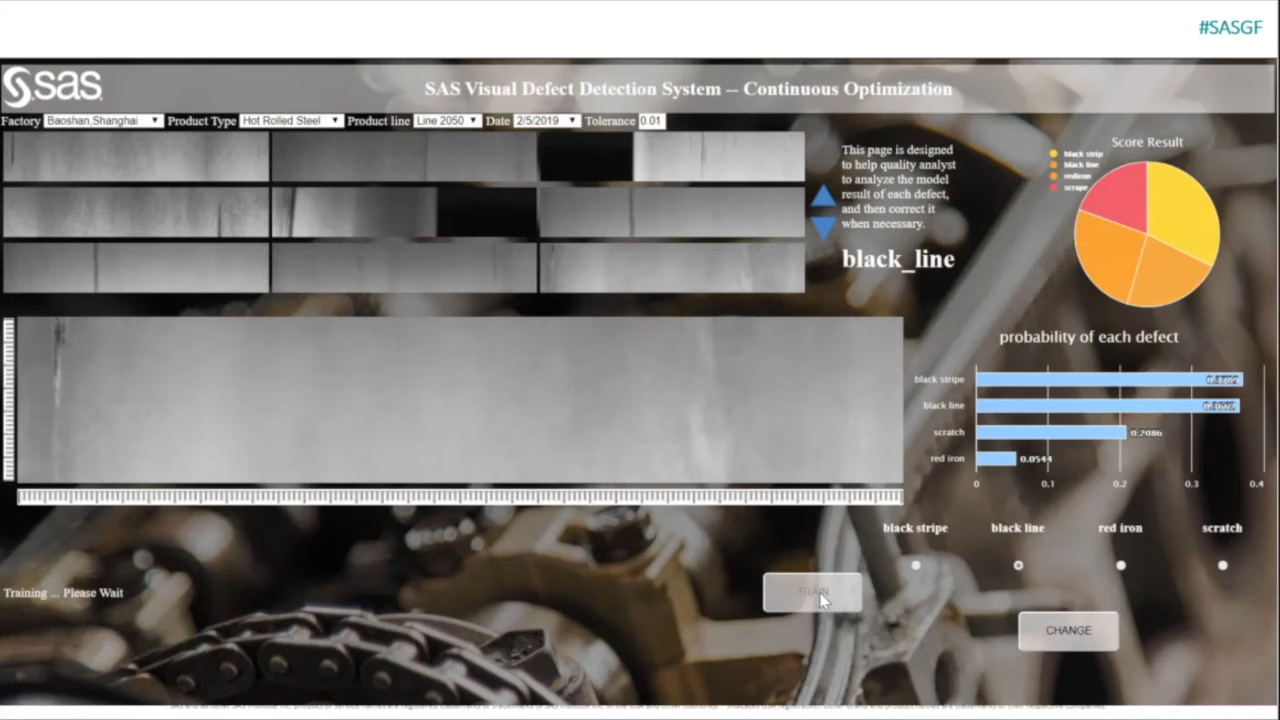 #SASGF
sas
SAS Visual Defect Detection System -- Continuous Optimization
Factory Baoshan,Shanghai Product Type Hot Rolled Steel Product line Line 2050 Date 2/5/2019 Tolerance 0.01
This page is designed
to help quality analyst
to analyze the model
result of each defect,
and then correct it
when necessary.
black_line
Score Result
black strip
black line
rediron
scrape
probability of each defect
black stripe
black line
scratch 0.2086
red iron 0.0544
0 0.1 0.2 0.3 0.4
black stripe black line red iron scratch
Training ... Please Wait
TRAIN
CHANGE